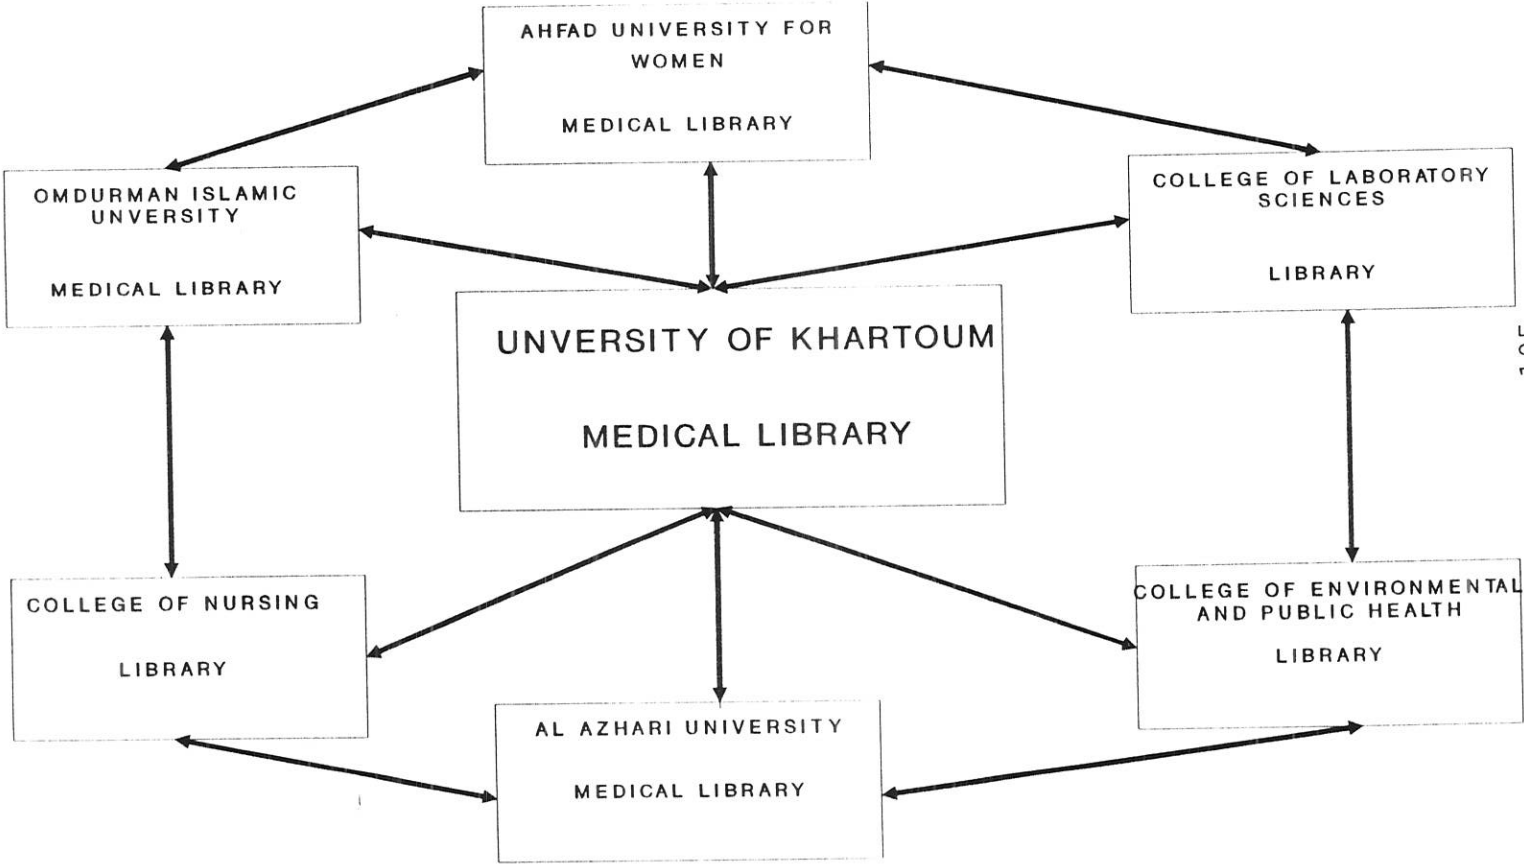 AHFAD UNIVERSITY FOR
WOMEN
MEDICAL LIBRARY
OMDURMAN ISLAMIC
UNVERSITY
MEDICAL LIBRARY
COLLEGE OF LABORATORY
SCIENCES
LIBRARY
UNVERSITY OF KHARTOUM
MEDICAL LIBRARY
COLLEGE OF NURSING
LIBRARY
COLLEGE OF ENVIRONMENTAL
AND PUBLIC HEALTH
LIBRARY
AL AZHARI UNIVERSITY
MEDICAL LIBRARY